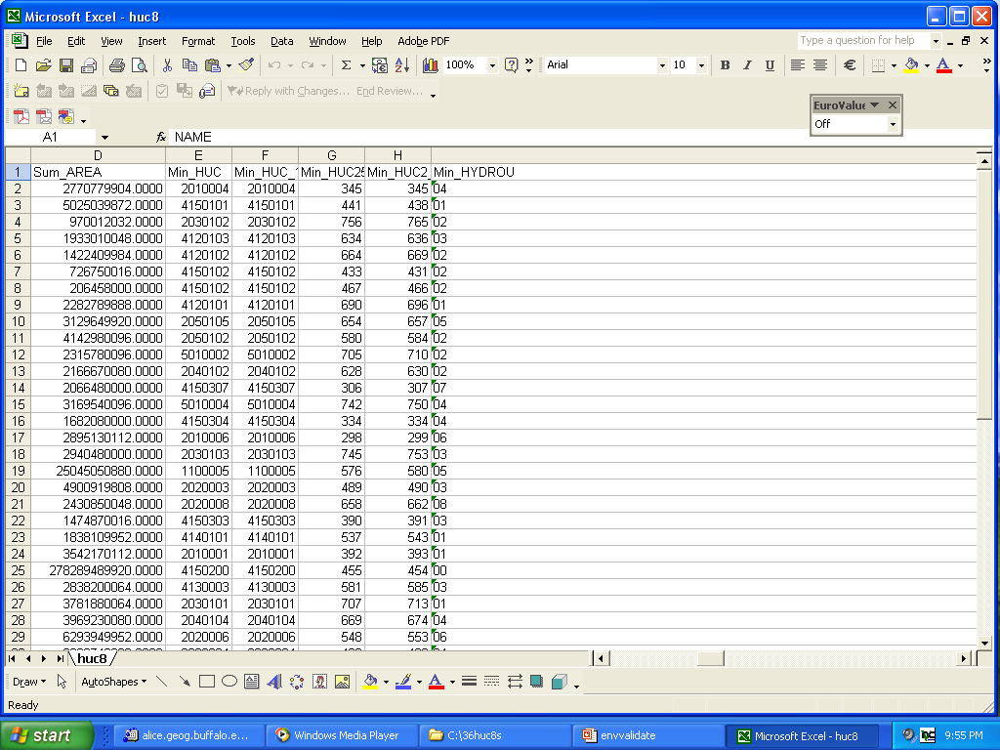 Microsoft Excel - huc8
File Edit View Insert Format Tools Data Window Help Adobe PDF Type a question for help
100% Arial 10 B I U €
Reply with Changes... End Review...
EuroValue
Off
A1 fx NAME
D E F G H
1 Sum_AREA Min_HUC Min_HUC_ Min_HUC25 Min_HUC2_ Min_HYDROU
2 2770779904.0000 2010004 2010004 345 345 04
3 5025039872.0000 4150101 4150101 441 438 01
4 970012032.0000 2030102 2030102 756 765 02
5 1933010048.0000 4120103 4120103 634 636 03
6 1422409984.0000 4120102 4120102 664 669 02
7 726750016.0000 4150102 4150102 433 431 02
8 206458000.0000 4150102 4150102 467 466 02
9 2282789888.0000 4120101 4120101 690 696 01
10 3129649920.0000 2050105 2050105 654 657 05
11 4142980096.0000 2050102 2050102 580 584 02
12 2315780096.0000 5010002 5010002 705 710 02
13 2166670080.0000 2040102 2040102 628 630 02
14 2066480000.0000 4150307 4150307 306 307 07
15 3169540096.0000 5010004 5010004 742 750 04
16 1682080000.0000 4150304 4150304 334 334 04
17 2895130112.0000 2010006 2010006 298 299 06
18 2940480000.0000 2030103 2030103 745 753 03
19 25045050880.0000 1100005 1100005 576 580 05
20 4900919808.0000 2020003 2020003 489 490 03
21 2430850048.0000 2020008 2020008 658 662 08
22 1474870016.0000 4150303 4150303 390 391 03
23 1838109952.0000 4140101 4140101 537 543 01
24 3542170112.0000 2010001 2010001 392 393 01
25 278289489920.0000 4150200 4150200 455 454 00
26 2838200064.0000 4130003 4130003 581 585 03
27 3781880064.0000 2030101 2030101 707 713 01
28 3969230080.0000 2040104 2040104 669 674 04
29 6293949952.0000 2020006 2020006 548 553 06
huc8
Draw AutoShapes
Ready
start alice.geog.buffalo.e... Windows Media Player C:\36huc8s envvalidate Microsoft Excel - huc8 9:55 PM